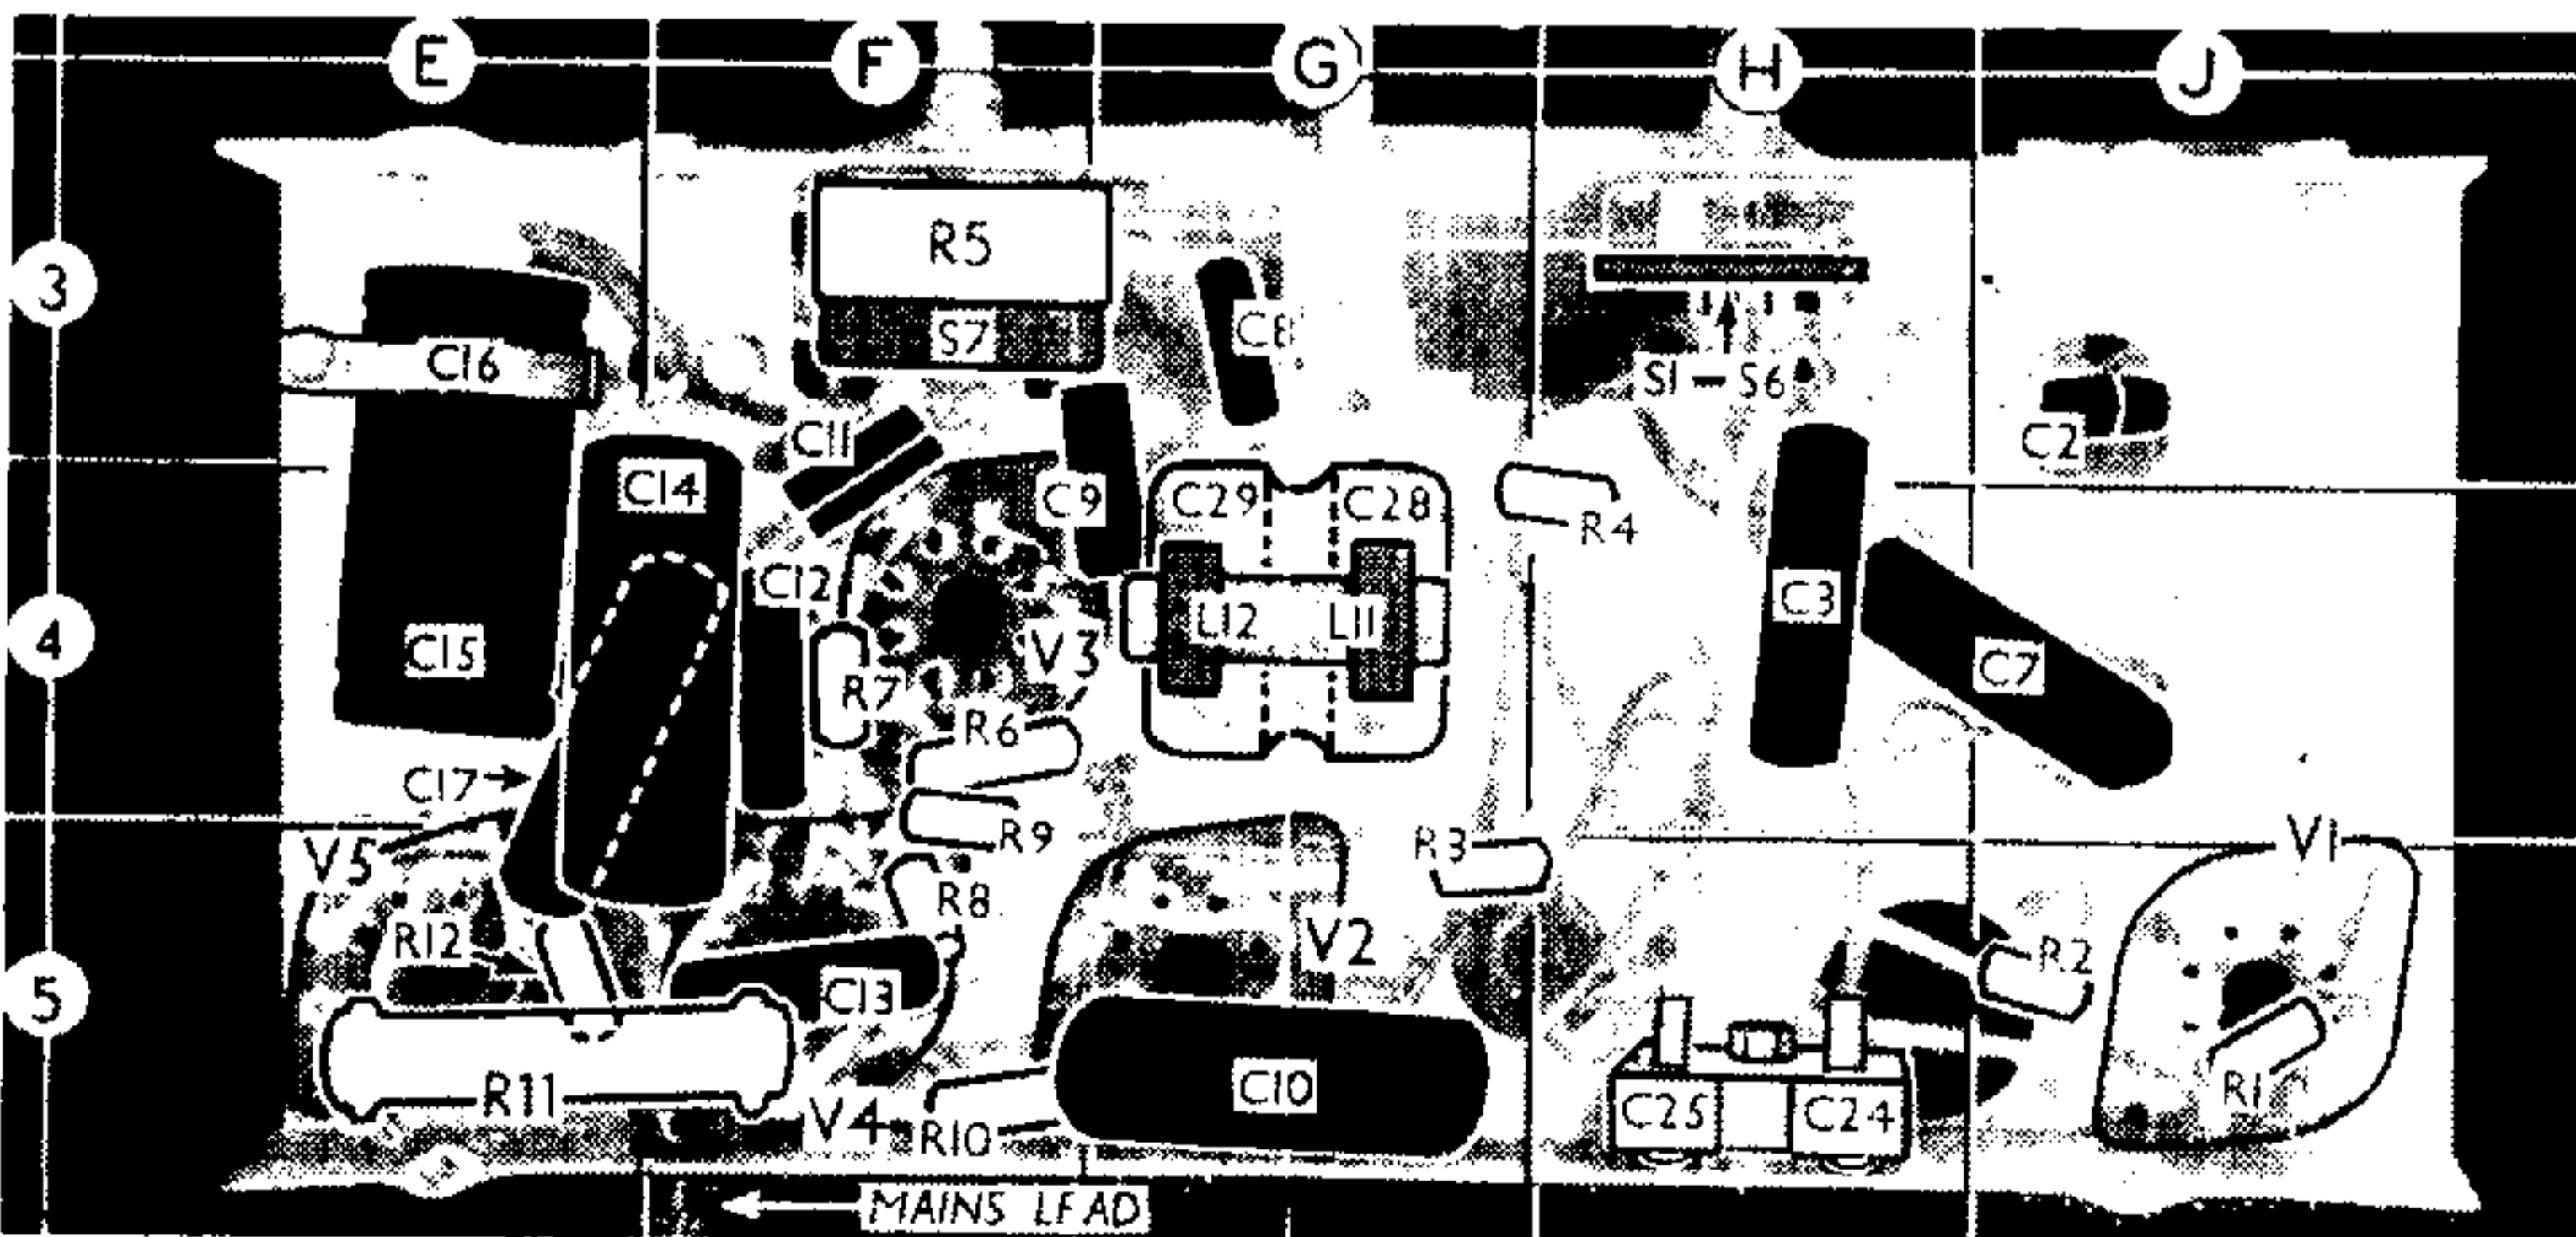 E F G H J
3
R5
S7
C8
C16
S1 – S6
C11
C2
C14
C9
C29
C28
R4
C12
C3
4
L12
L11
C15
V3
C7
R7
R6
C17
R9
R3
V1
V5
R8
R12
V2
R2
5
C13
R11
C10
R1
V4
R10
C25
C24
MAINS LEAD